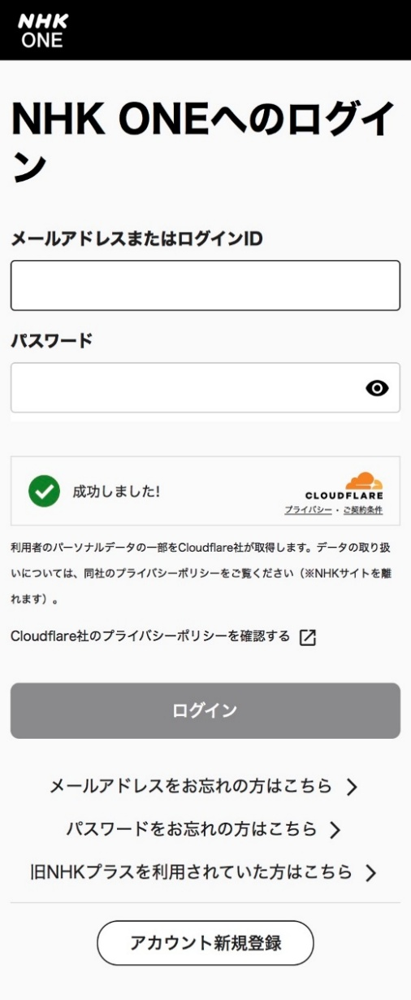 NHK
ONE
NHK ONEへのログイ
ン
メールアドレスまたはログインID
パスワード
成功しました!
CLOUDFLARE
プライバシー・ご契約条件
利用者のパーソナルデータの一部をCloudflare社が取得します。データの取り扱
いについては、同社のプライバシーポリシーをご覧ください(※NHKサイトを離
れます)。
Cloudflare社のプライバシーポリシーを確認する
ログイン
メールアドレスをお忘れの方はこちら
パスワードをお忘れの方はこちら
旧NHKプラスを利用されていた方はこちら
アカウント新規登録